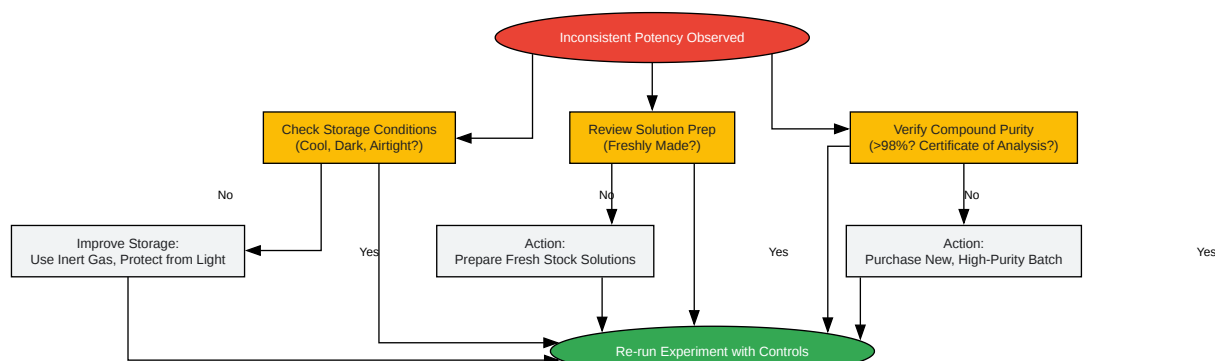 Inconsistent Potency Observed
Check Storage Conditions
(Cool, Dark, Airtight?)
Review Solution Prep
(Freshly Made?)
Verify Compound Purity
(>98%? Certificate of Analysis?)
No
No
No
Improve Storage:
Use Inert Gas, Protect from Light
Yes
Action:
Prepare Fresh Stock Solutions
Yes
Action:
Purchase New, High-Purity Batch
Yes
Re-run Experiment with Controls